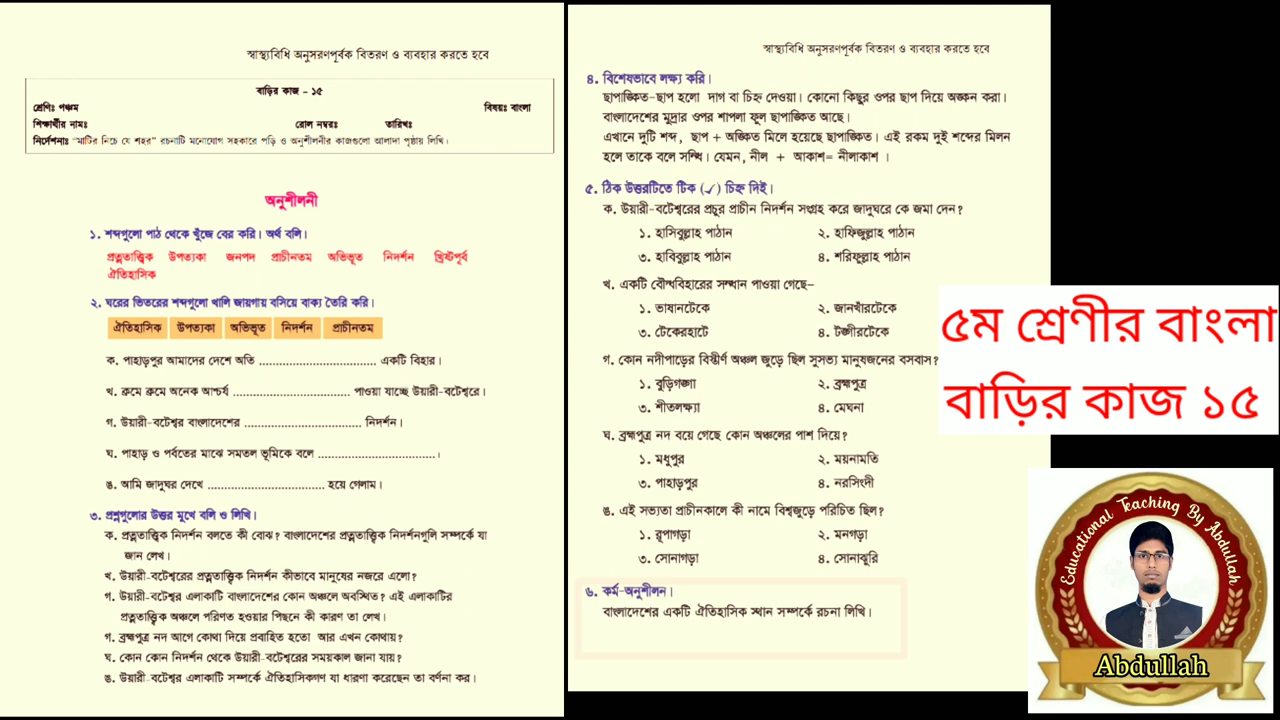 স্বাস্থ্যবিধি অনুসরণপূর্বক বিতরণ ও ব্যবহার করতে হবে
বাড়ির কাজ - ১৫
শ্রেণিঃ পঞ্চম বিষয়ঃ বাংলা
শিক্ষার্থীর নামঃ রোল নম্বরঃ তারিখঃ
নির্দেশনাঃ "মাটির নিচে যে শহর" রচনাটি মনোযোগ সহকারে পড়ি ও অনুশীলনীর কাজগুলো আলাদা পৃষ্ঠায় লিখি।
অনুশীলনী
১. শব্দগুলো পাঠ থেকে খুঁজে বের করি। অর্থ বলি।
প্রত্নতাত্ত্বিক উপত্যকা জনপদ প্রাচীনতম অভিভূত নিদর্শন খ্রিষ্টপূর্ব
ঐতিহাসিক
২. ঘরের ভিতরের শব্দগুলো খালি জায়গায় বসিয়ে বাক্য তৈরি করি।
ঐতিহাসিক উপত্যকা অভিভূত নিদর্শন প্রাচীনতম
ক. পাহাড়পুর আমাদের দেশে অতি ................................... একটি বিহার।
খ. ক্রমে ক্রমে অনেক আশ্চর্য ................................... পাওয়া যাচ্ছে উয়ারী-বটেশ্বরে।
গ. উয়ারী-বটেশ্বর বাংলাদেশের ................................... নিদর্শন।
ঘ. পাহাড় ও পর্বতের মাঝে সমতল ভূমিকে বলে ...................................।
ঙ. আমি জাদুঘর দেখে ................................... হয়ে গেলাম।
৩. প্রশ্নগুলোর উত্তর মুখে বলি ও লিখি।
ক. প্রত্নতাত্ত্বিক নিদর্শন বলতে কী বোঝ? বাংলাদেশের প্রত্নতাত্ত্বিক নিদর্শনগুলি সম্পর্কে যা
জান লেখ।
খ. উয়ারী-বটেশ্বরের প্রত্নতাত্ত্বিক নিদর্শন কীভাবে মানুষের নজরে এলো?
গ. উয়ারী-বটেশ্বর এলাকাটি বাংলাদেশের কোন অঞ্চলে অবস্থিত? এই এলাকাটির
প্রত্নতাত্ত্বিক অঞ্চলে পরিণত হওয়ার পিছনে কী কারণ তা লেখ।
গ. ব্রহ্মপুত্র নদ আগে কোথা দিয়ে প্রবাহিত হতো আর এখন কোথায়?
ঘ. কোন কোন নিদর্শন থেকে উয়ারী-বটেশ্বরের সময়কাল জানা যায়?
ঙ. উয়ারী-বটেশ্বর এলাকাটি সম্পর্কে ঐতিহাসিকগণ যা ধারণা করেছেন তা বর্ণনা কর।
স্বাস্থ্যবিধি অনুসরণপূর্বক বিতরণ ও ব্যবহার করতে হবে
৪. বিশেষভাবে লক্ষ্য করি।
ছাপাঙ্কিত-ছাপ হলো দাগ বা চিহ্ন দেওয়া। কোনো কিছুর ওপর ছাপ দিয়ে অঙ্কন করা।
বাংলাদেশের মুদ্রার ওপর শাপলা ফুল ছাপাঙ্কিত আছে।
এখানে দুটি শব্দ, ছাপ + অঙ্কিত মিলে হয়েছে ছাপাঙ্কিত। এই রকম দুই শব্দের মিলন
হলে তাকে বলে সন্ধি। যেমন, নীল + আকাশ= নীলাকাশ ।
৫. ঠিক উত্তরটিতে টিক (✓) চিহ্ন দিই।
ক. উয়ারী-বটেশ্বরের প্রচুর প্রাচীন নিদর্শন সংগ্রহ করে জাদুঘরে কে জমা দেন?
১. হাসিবুল্লাহ পাঠান ২. হাফিজুল্লাহ পাঠান
৩. হাবিবুল্লাহ পাঠান ৪. শরিফুল্লাহ পাঠান
খ. একটি বৌদ্ধবিহারের সন্ধান পাওয়া গেছে–
১. ভাষানটেকে ২. জানখাঁরটেকে
৩. টেকেরহাটে ৪. টঙ্গীরটেকে
গ. কোন নদীপাড়ের বিস্তীর্ণ অঞ্চল জুড়ে ছিল সুসভ্য মানুষজনের বসবাস?
১. বুড়িগঙ্গা ২. ব্রহ্মপুত্র
৩. শীতলক্ষ্যা ৪. মেঘনা
ঘ. ব্রহ্মপুত্র নদ বয়ে গেছে কোন অঞ্চলের পাশ দিয়ে?
১. মধুপুর ২. ময়নামতি
৩. পাহাড়পুর ৪. নরসিংদী
ঙ. এই সভ্যতা প্রাচীনকালে কী নামে বিশ্বজুড়ে পরিচিত ছিল?
১. রূপাগড়া ২. মনগড়া
৩. সোনাগড়া ৪. সোনাঝুরি
৬. কর্ম-অনুশীলন।
বাংলাদেশের একটি ঐতিহাসিক স্থান সম্পর্কে রচনা লিখি।
৫ম শ্রেণীর বাংলা
বাড়ির কাজ ১৫
Educational Teaching By Abdullah
Abdullah